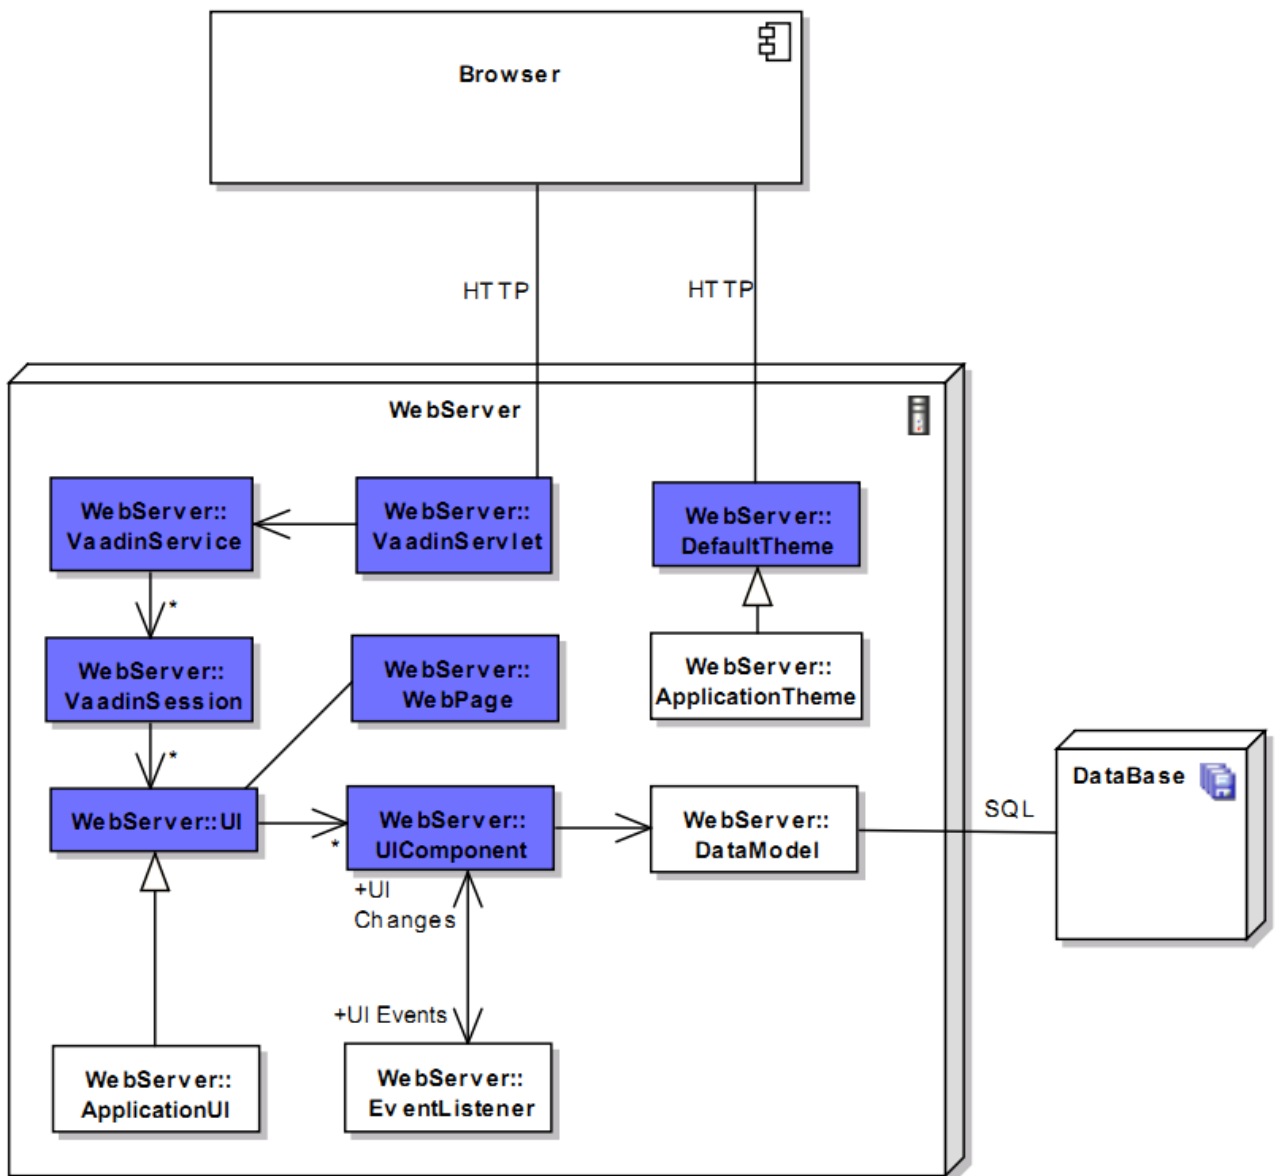 Browser
HTTP
HTTP
WebServer
WebServer::
VaadinService
WebServer::
VaadinServlet
WebServer::
DefaultTheme
*
WebServer::
VaadinSession
WebServer::
WebPage
WebServer::
ApplicationTheme
*
WebServer::UI
*
WebServer::
UIComponent
WebServer::
DataModel
SQL
DataBase
+UI
Changes
+UI Events
WebServer::
ApplicationUI
WebServer::
EventListener